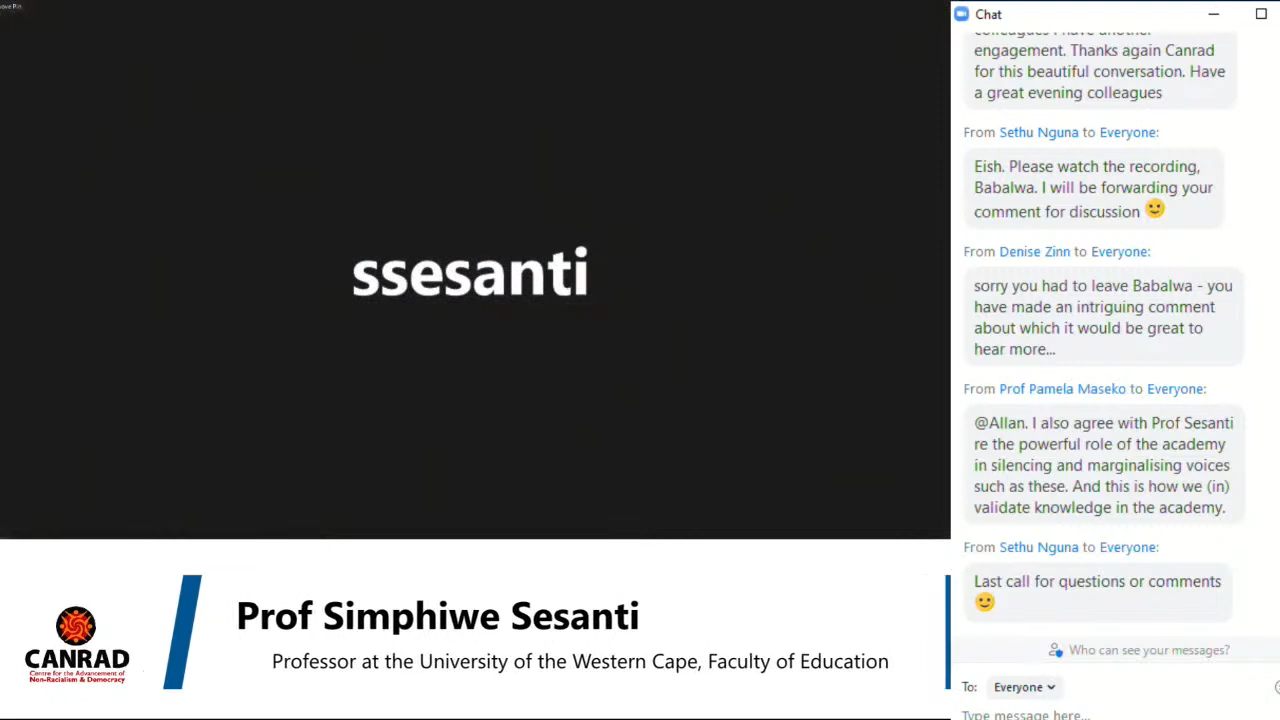 ove Pin
ssesanti
CANRAD
Centre for the Advancement of
Non-Racialism & Democracy
Prof Simphiwe Sesanti
Professor at the University of the Western Cape, Faculty of Education
Chat
colleagues I have another
engagement. Thanks again Canrad
for this beautiful conversation. Have
a great evening colleagues
From Sethu Nguna to Everyone:
Eish. Please watch the recording,
Babalwa. I will be forwarding your
comment for discussion 🙂
From Denise Zinn to Everyone:
sorry you had to leave Babalwa - you
have made an intriguing comment
about which it would be great to
hear more...
From Prof Pamela Maseko to Everyone:
@Allan. I also agree with Prof Sesanti
re the powerful role of the academy
in silencing and marginalising voices
such as these. And this is how we (in)
validate knowledge in the academy.
From Sethu Nguna to Everyone:
Last call for questions or comments
🙂
Who can see your messages?
To: Everyone
Type message here...